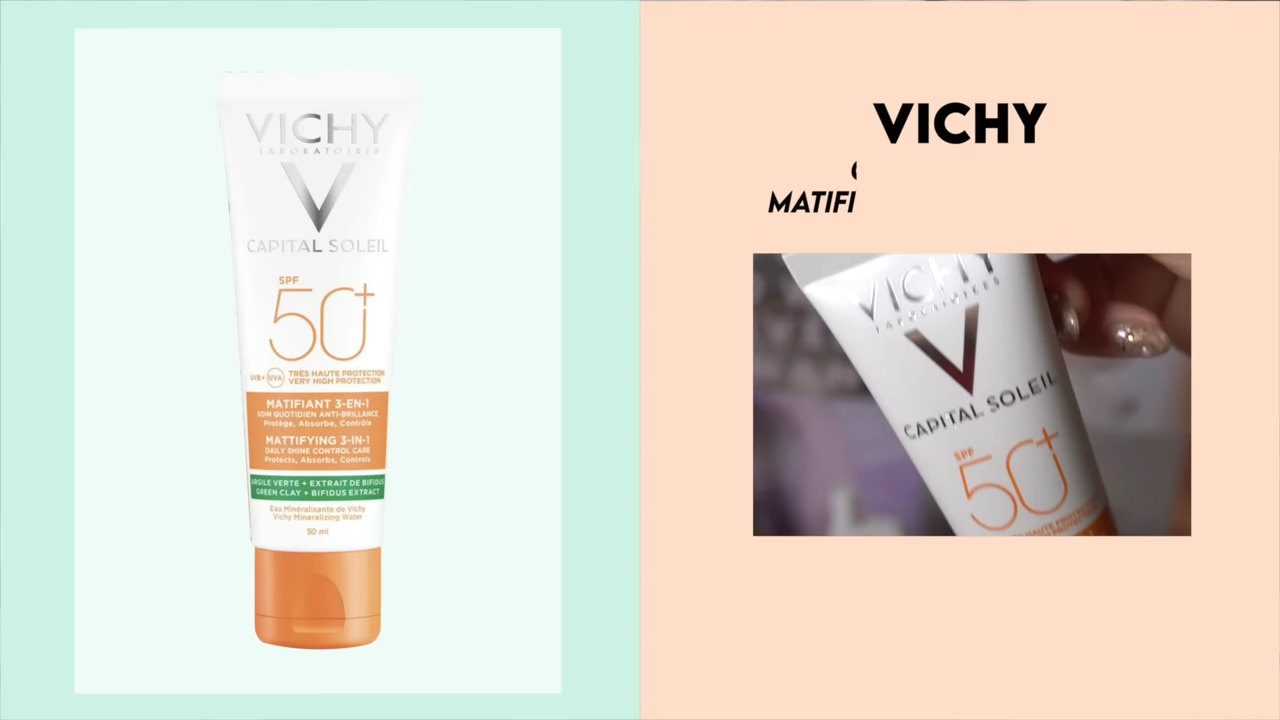 VICHY
LABORATOIRES
V
CAPITAL SOLEIL
SPF
50+
UVB+ UVA TRÈS HAUTE PROTECTION
VERY HIGH PROTECTION
MATIFIANT 3-EN-1
SOIN QUOTIDIEN ANTI-BRILLANCE
Protège, Absorbe, Contrôle
MATTIFYING 3-IN-1
DAILY SHINE CONTROL CARE
Protects, Absorbs, Controls
ARGILE VERTE + EXTRAIT DE BIFIDUS
GREEN CLAY + BIFIDUS EXTRACT
Eau Minéralisante de Vichy
Vichy Mineralizing Water
50 ml
VICHY
MATIFI
VICHY
LABORATOIRES
V
CAPITAL SOLEIL
SPF
50+
HAUTE PROTECTION